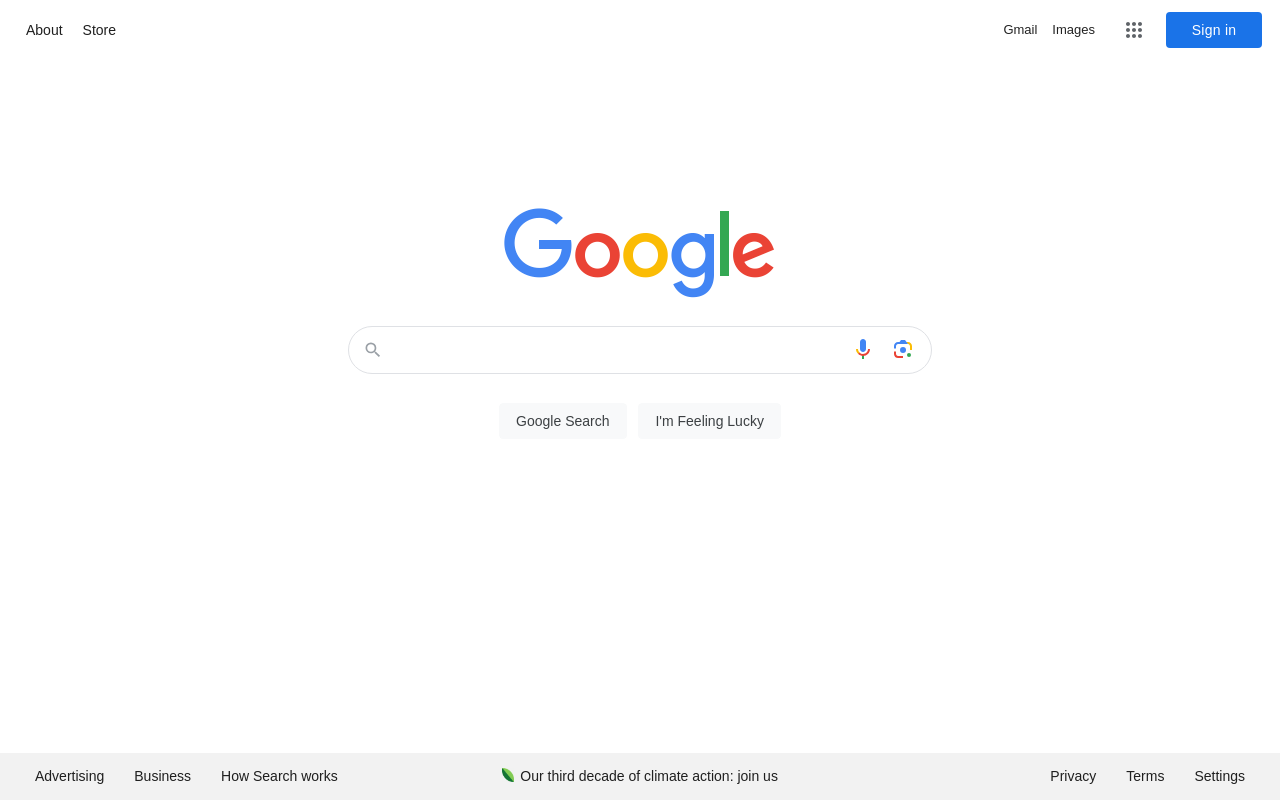 About Store Gmail Images Sign in
Google
Google Search I'm Feeling Lucky
Advertising Business How Search works Our third decade of climate action: join us Privacy Terms Settings